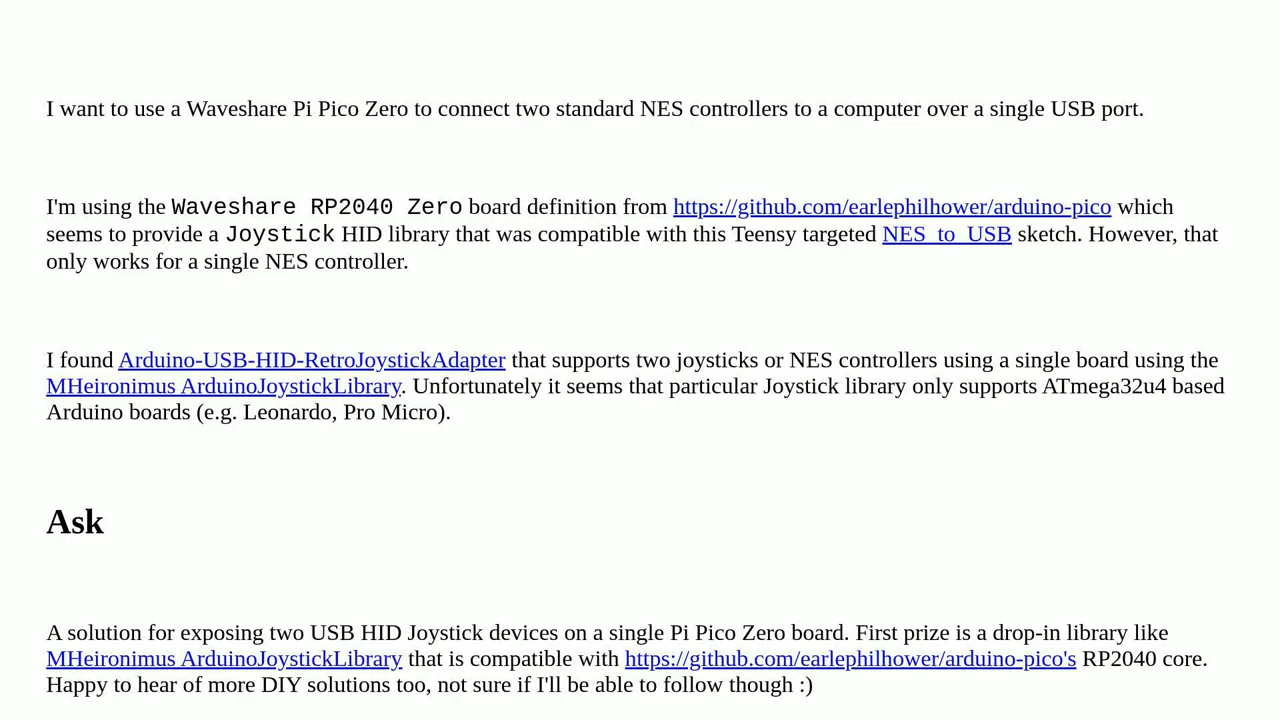 I want to use a Waveshare Pi Pico Zero to connect two standard NES controllers to a computer over a single USB port.
I'm using the Waveshare RP2040 Zero board definition from https://github.com/earlephilhower/arduino-pico which
seems to provide a Joystick HID library that was compatible with this Teensy targeted NES_to_USB sketch. However, that
only works for a single NES controller.
I found Arduino-USB-HID-RetroJoystickAdapter that supports two joysticks or NES controllers using a single board using the
MHeironimus ArduinoJoystickLibrary. Unfortunately it seems that particular Joystick library only supports ATmega32u4 based
Arduino boards (e.g. Leonardo, Pro Micro).
Ask
A solution for exposing two USB HID Joystick devices on a single Pi Pico Zero board. First prize is a drop-in library like
MHeironimus ArduinoJoystickLibrary that is compatible with https://github.com/earlephilhower/arduino-pico's RP2040 core.
Happy to hear of more DIY solutions too, not sure if I'll be able to follow though :)